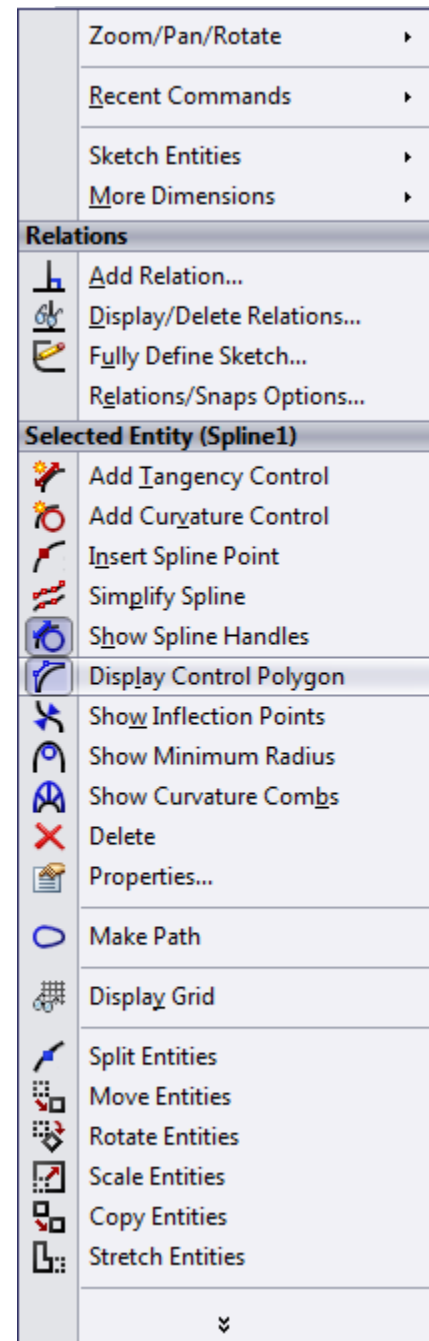 Zoom/Pan/Rotate
Recent Commands
Sketch Entities
More Dimensions
Relations
Add Relation...
Display/Delete Relations...
Fully Define Sketch...
Relations/Snaps Options...
Selected Entity (Spline1)
Add Tangency Control
Add Curvature Control
Insert Spline Point
Simplify Spline
Show Spline Handles
Display Control Polygon
Show Inflection Points
Show Minimum Radius
Show Curvature Combs
Delete
Properties...
Make Path
Display Grid
Split Entities
Move Entities
Rotate Entities
Scale Entities
Copy Entities
Stretch Entities